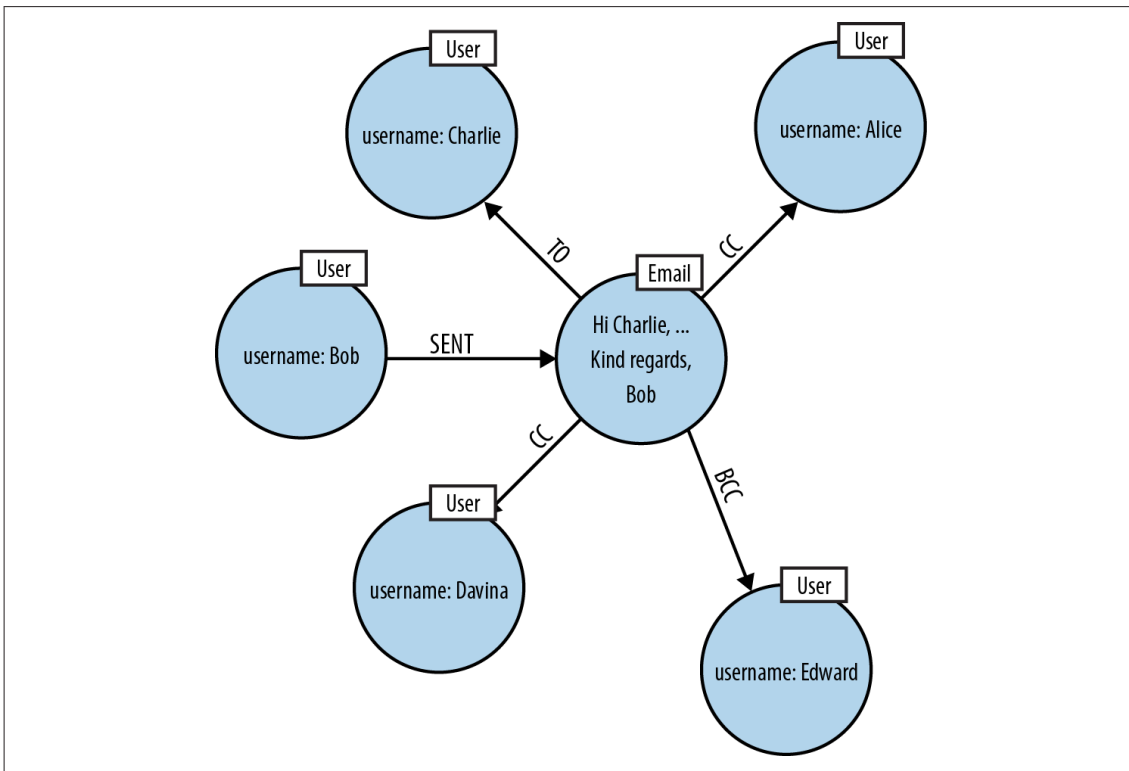 User
username: Charlie
User
username: Alice
TO
CC
User
username: Bob
SENT
Email
Hi Charlie, ...
Kind regards,
Bob
CC
BCC
User
username: Davina
User
username: Edward